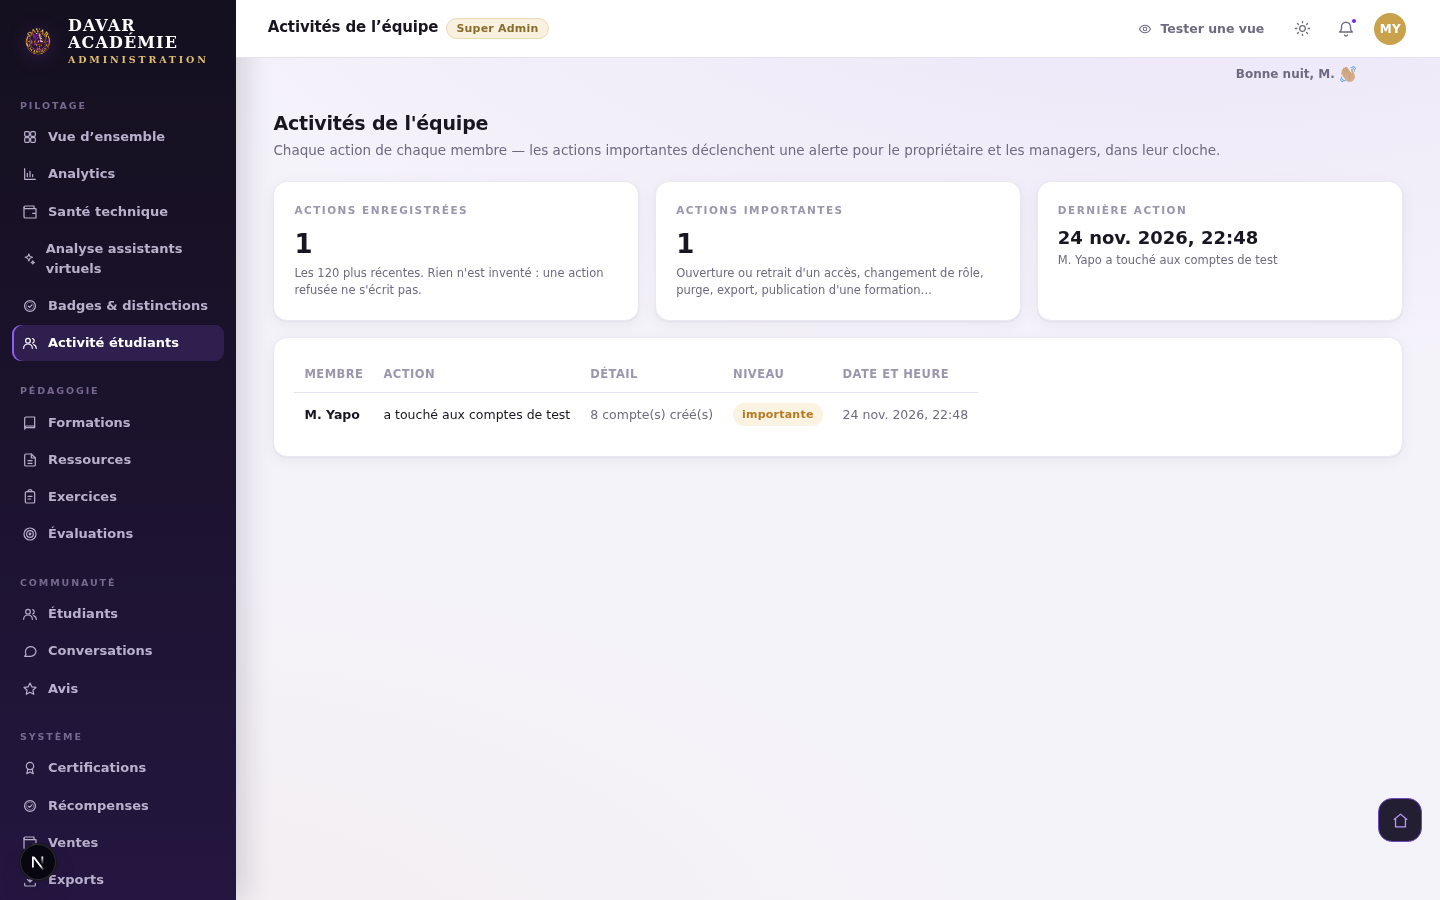 DAVAR
ACADÉMIE
ADMINISTRATION
PILOTAGE
Vue d’ensemble
Analytics
Santé technique
Analyse assistants
virtuels
Badges & distinctions
Activité étudiants
PÉDAGOGIE
Formations
Ressources
Exercices
Évaluations
COMMUNAUTÉ
Étudiants
Conversations
Avis
SYSTÈME
Certifications
Récompenses
Ventes
Exports
N
Activités de l’équipe
Super Admin
Tester une vue
MY
Bonne nuit, M. 👋
Activités de l'équipe
Chaque action de chaque membre — les actions importantes déclenchent une alerte pour le propriétaire et les managers, dans leur cloche.
ACTIONS ENREGISTRÉES
1
Les 120 plus récentes. Rien n'est inventé : une action
refusée ne s'écrit pas.
ACTIONS IMPORTANTES
1
Ouverture ou retrait d'un accès, changement de rôle,
purge, export, publication d'une formation…
DERNIÈRE ACTION
24 nov. 2026, 22:48
M. Yapo a touché aux comptes de test
MEMBRE ACTION DÉTAIL NIVEAU DATE ET HEURE
M. Yapo a touché aux comptes de test 8 compte(s) créé(s) importante 24 nov. 2026, 22:48